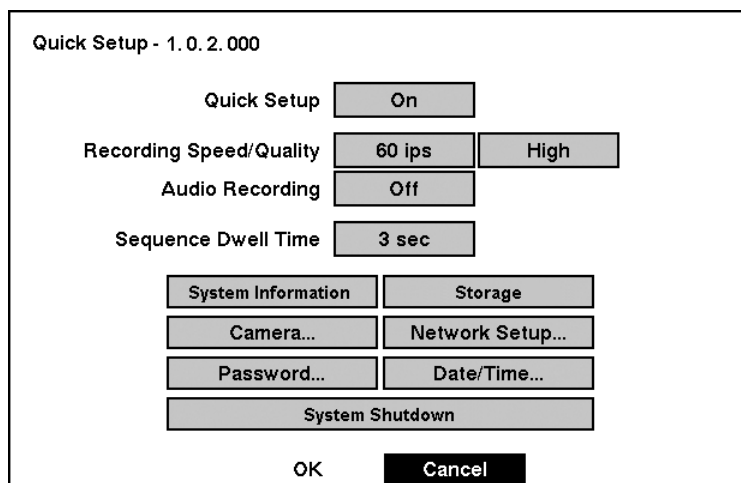 Quick Setup - 1. 0. 2. 000
Quick Setup On
Recording Speed/Quality 60 ips High
Audio Recording Off
Sequence Dwell Time 3 sec
System Information Storage
Camera... Network Setup...
Password... Date/Time...
System Shutdown
OK Cancel